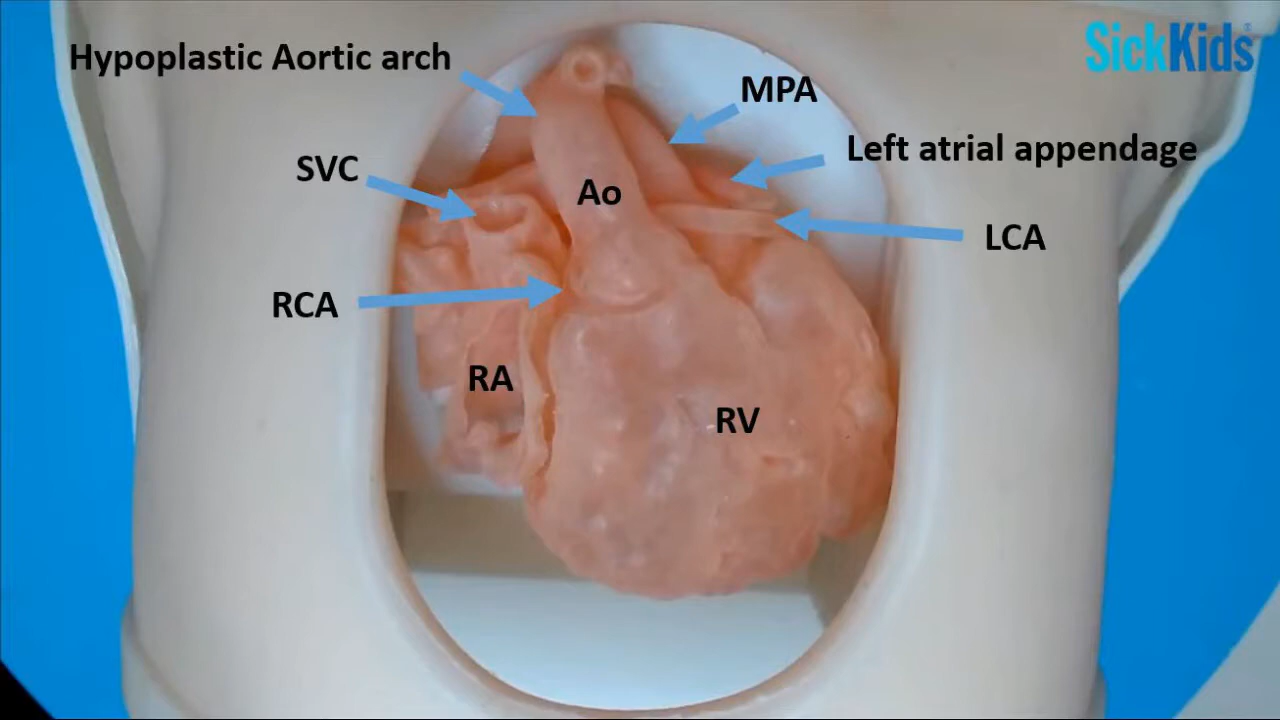 SickKids
Hypoplastic Aortic arch
MPA
SVC
Left atrial appendage
Ao
LCA
RCA
RA
RV